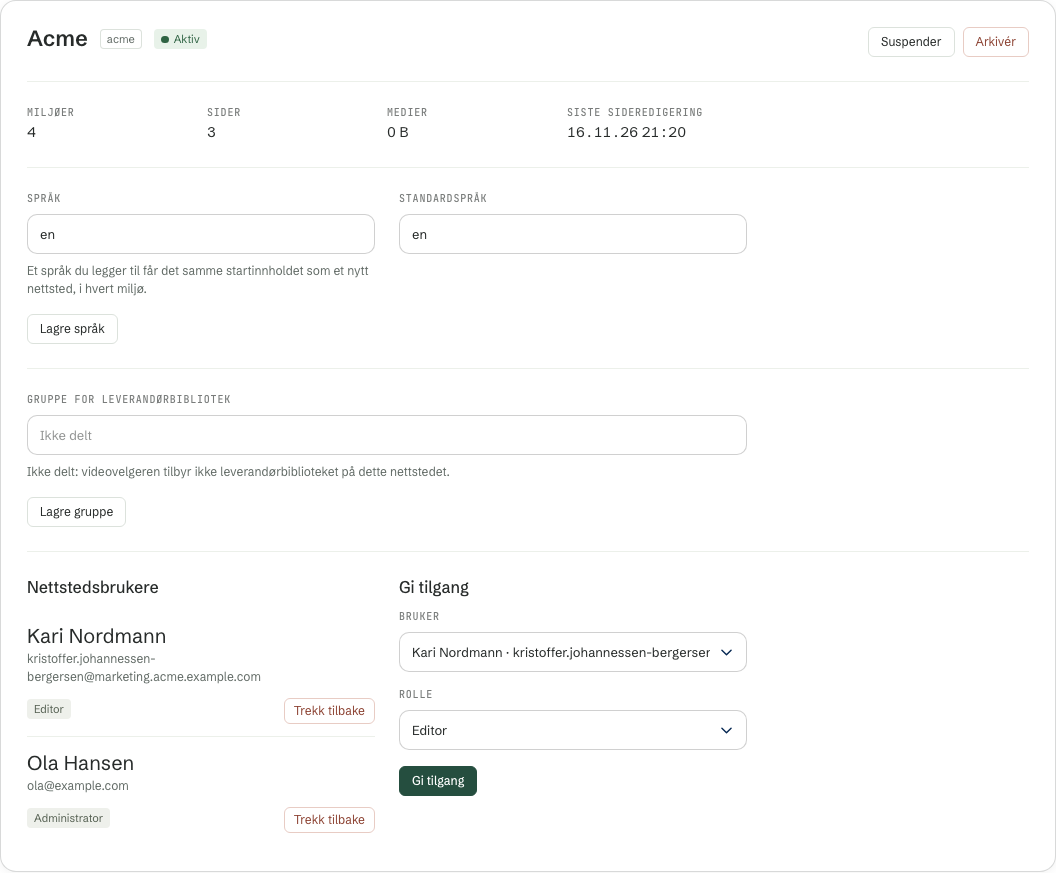 Acme
acme
Aktiv
Suspender
Arkivér
MILJØER
4
SIDER
3
MEDIER
0 B
SISTE SIDEREDIGERING
16.11.26 21:20
SPRÅK
en
Et språk du legger til får det samme startinnholdet som et nytt
nettsted, i hvert miljø.
STANDARDSPRÅK
en
Lagre språk
GRUPPE FOR LEVERANDØRBIBLIOTEK
Ikke delt
Ikke delt: videovelgeren tilbyr ikke leverandørbiblioteket på dette nettstedet.
Lagre gruppe
Nettstedsbrukere
Kari Nordmann
kristoffer.johannessen-
bergersen@marketing.acme.example.com
Editor
Trekk tilbake
Ola Hansen
ola@example.com
Administrator
Trekk tilbake
Gi tilgang
BRUKER
Kari Nordmann · kristoffer.johannessen-bergerser
ROLLE
Editor
Gi tilgang